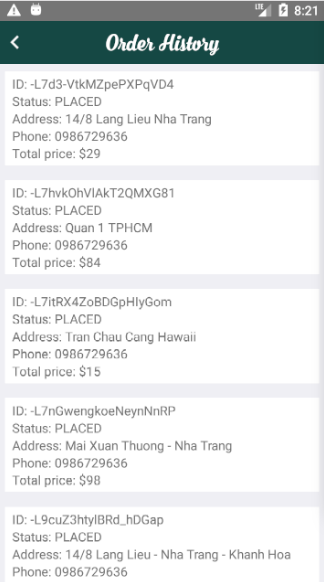 LTE 8:21
Order History
ID: -L7d3-VtkMZpePXPqVD4
Status: PLACED
Address: 14/8 Lang Lieu Nha Trang
Phone: 0986729636
Total price: $29
ID: -L7hvkOhVlAkT2QMXG81
Status: PLACED
Address: Quan 1 TPHCM
Phone: 0986729636
Total price: $84
ID: -L7itRX4ZoBDGpHlyGom
Status: PLACED
Address: Tran Chau Cang Hawaii
Phone: 0986729636
Total price: $15
ID: -L7nGwengkoeNeynNnRP
Status: PLACED
Address: Mai Xuan Thuong - Nha Trang
Phone: 0986729636
Total price: $98
ID: -L9cuZ3htylBRd_hDGap
Status: PLACED
Address: 14/8 Lang Lieu - Nha Trang - Khanh Hoa
Phone: 0986729636